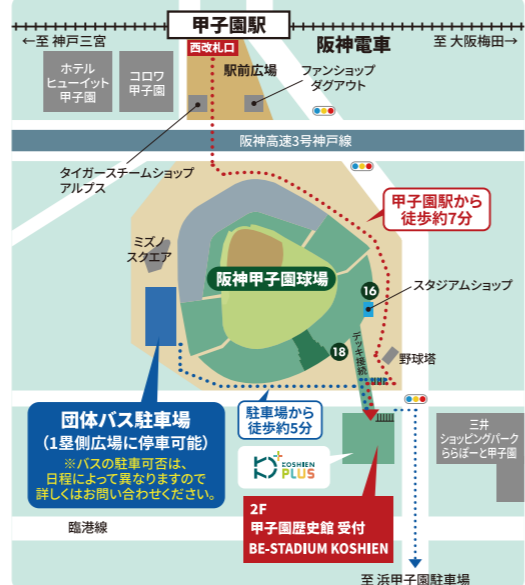 甲子園駅
←至 神戸三宮
西改札口
阪神電車
至 大阪梅田→
ホテル
ヒューイット
甲子園
コロワ
甲子園
駅前広場
ファンショップ
ダグアウト
阪神高速3号神戸線
タイガースチームショップ
アルプス
甲子園駅から
徒歩約7分
ミズノ
スクエア
阪神甲子園球場
16
スタジアムショップ
18
デッキ接続
野球塔
団体バス駐車場
(1塁側広場に停車可能)
※バスの駐車可否は、
日程によって異なりますので
詳しくはお問い合わせください。
駐車場から
徒歩約5分
三井
ショッピングパーク
ららぽーと甲子園
KOSHIEN
PLUS
2F
甲子園歴史館 受付
BE-STADIUM KOSHIEN
臨港線
至 浜甲子園駐車場